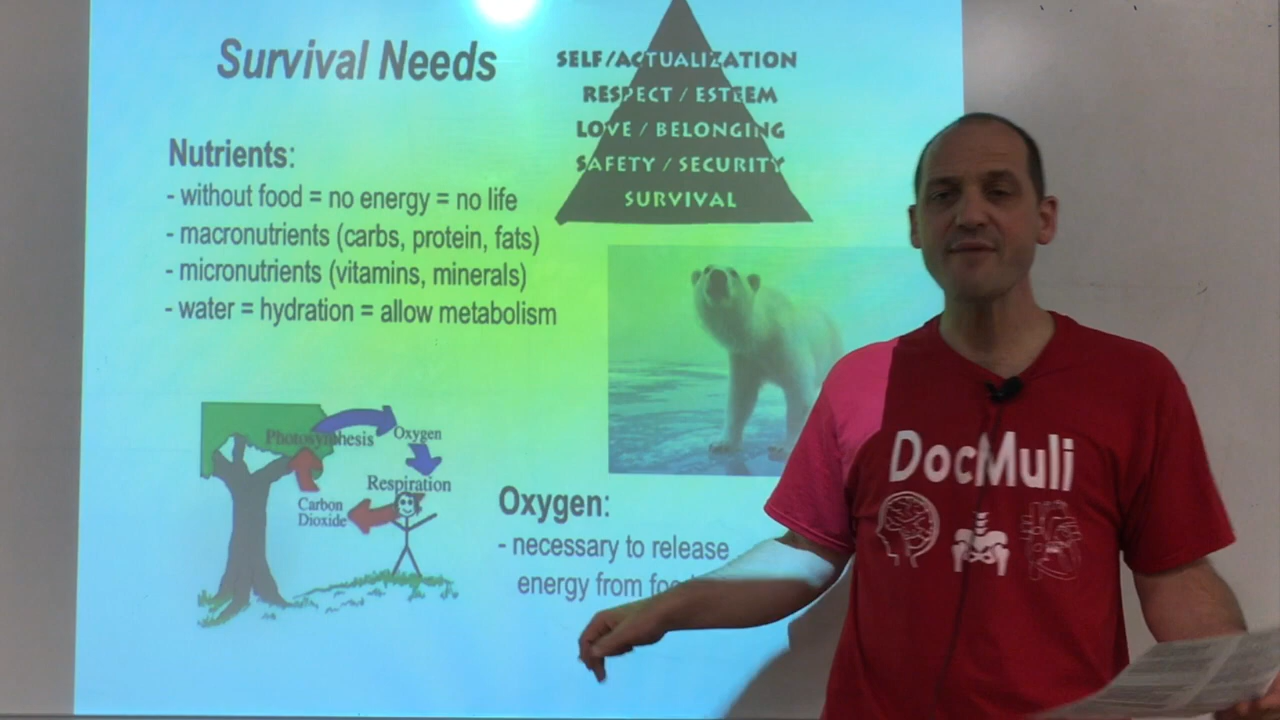 Survival Needs
SELF/ACTUALIZATION
RESPECT / ESTEEM
LOVE / BELONGING
SAFETY / SECURITY
SURVIVAL
Nutrients:
- without food = no energy = no life
- macronutrients (carbs, protein, fats)
- micronutrients (vitamins, minerals)
- water = hydration = allow metabolism
Photosynthesis
Oxygen
Respiration
Carbon
Dioxide
Oxygen:
- necessary to release
energy from
DocMuli